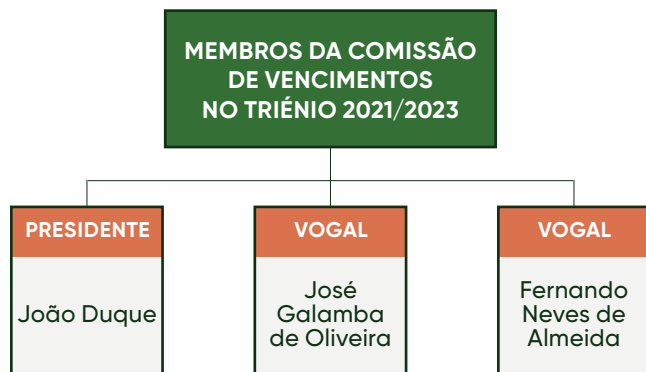 MEMBROS DA COMISSÃO
DE VENCIMENTOS
NO TRIÉNIO 2021/2023
PRESIDENTE
João Duque
VOGAL
José
Galamba
de Oliveira
VOGAL
Fernando
Neves de
Almeida